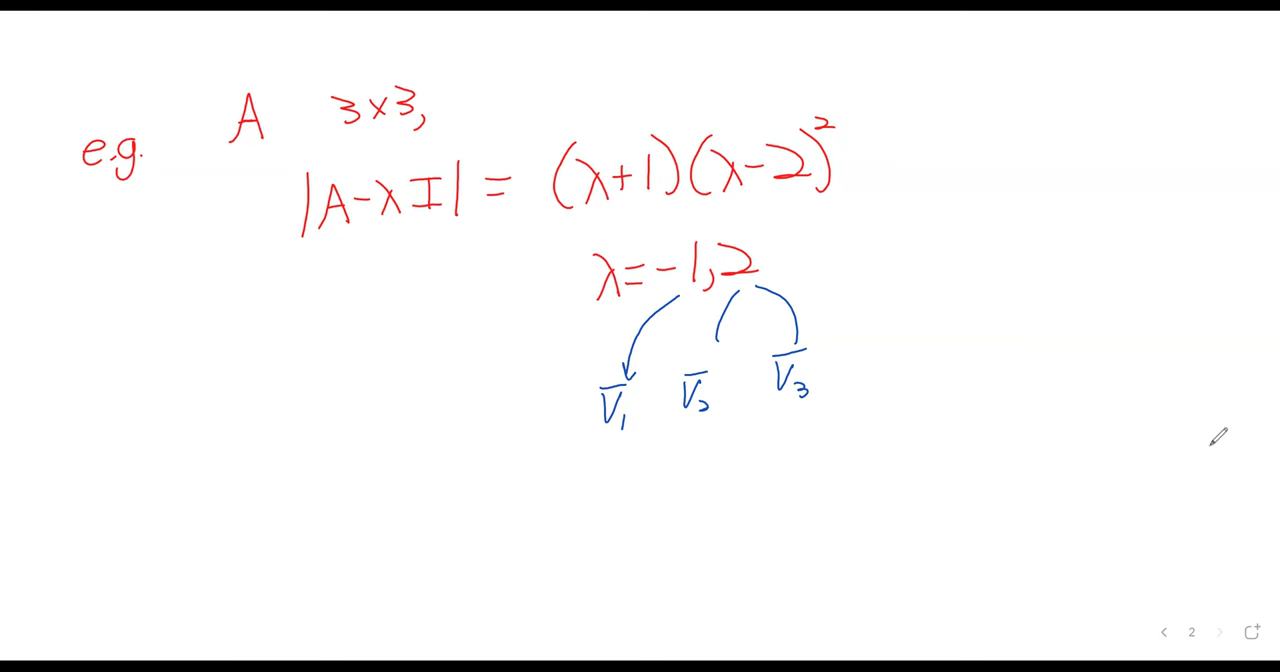 e.g. A 3×3,
|A-λI| = (λ+1)(λ-2)²
λ=-1,2
V̅₁ V̅₂ V̅₃
2